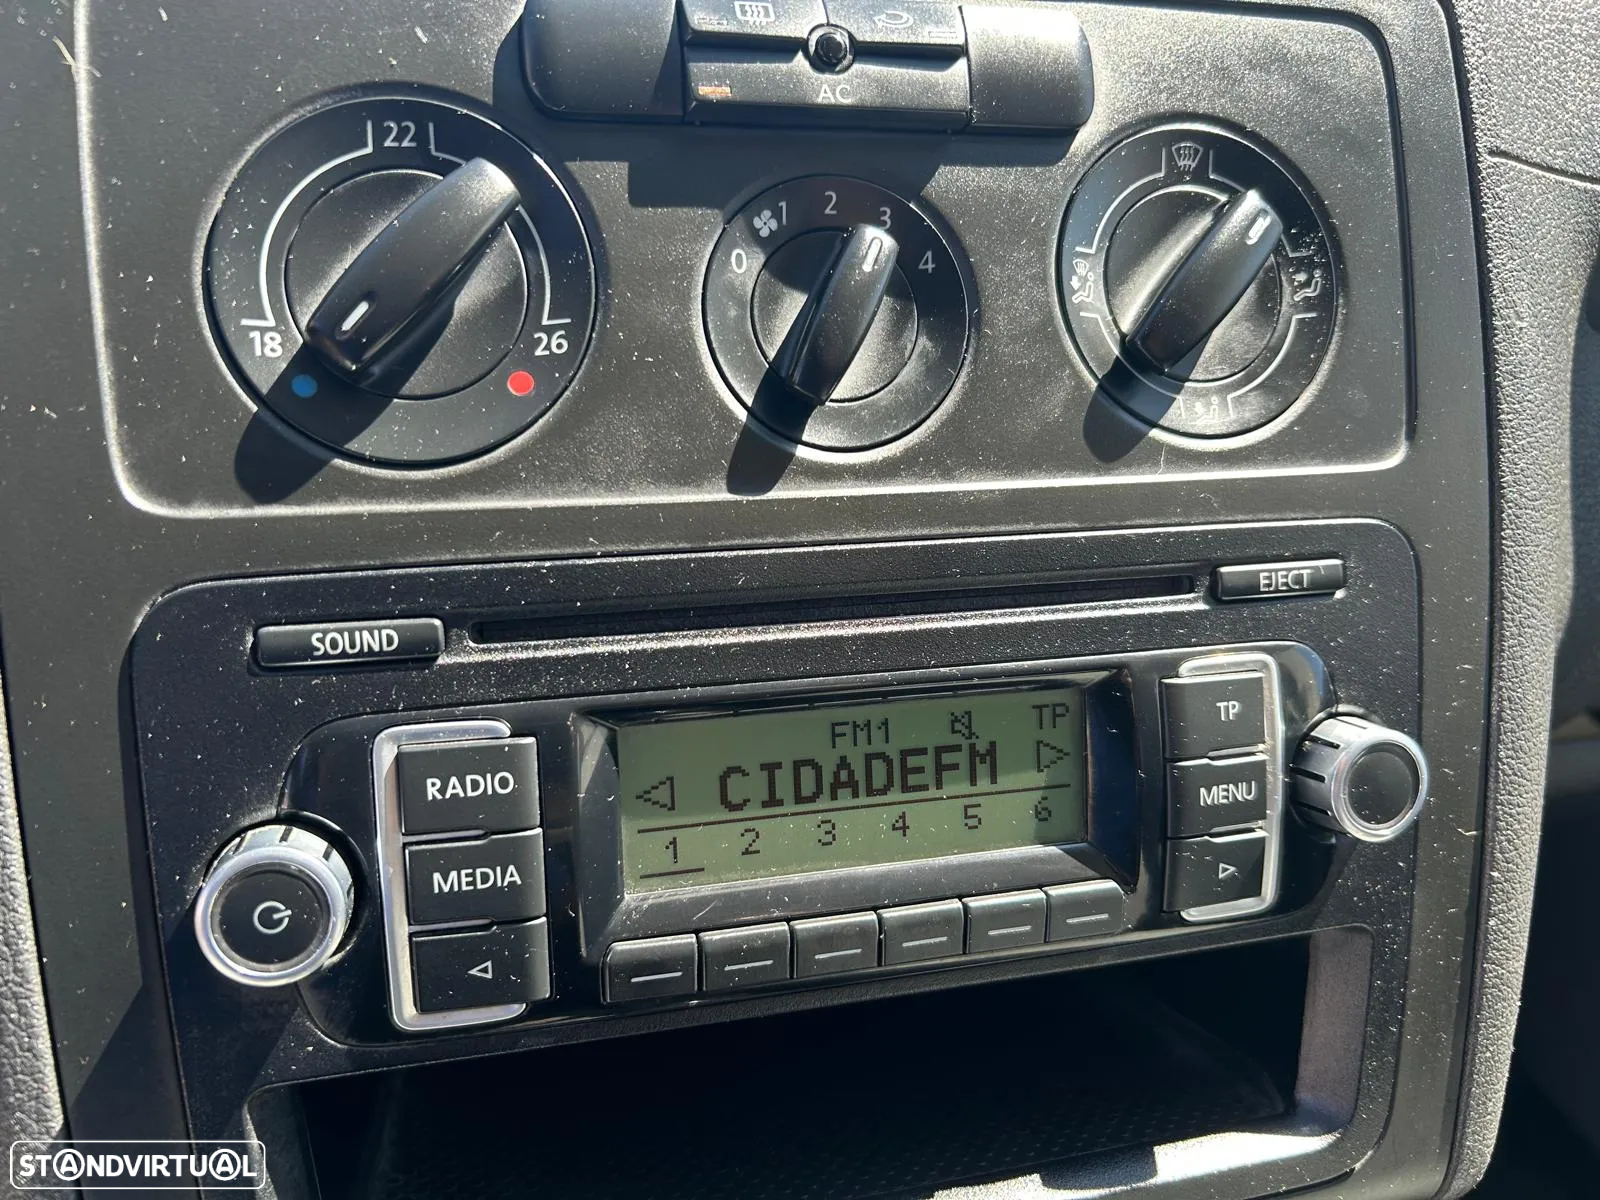 AC
22
18
26
0 1 2 3 4
SOUND
EJECT
RADIO
MEDIA
FM1 TP
CIDADEFM
1 2 3 4 5 6
TP
MENU
STANDVIRTUAL